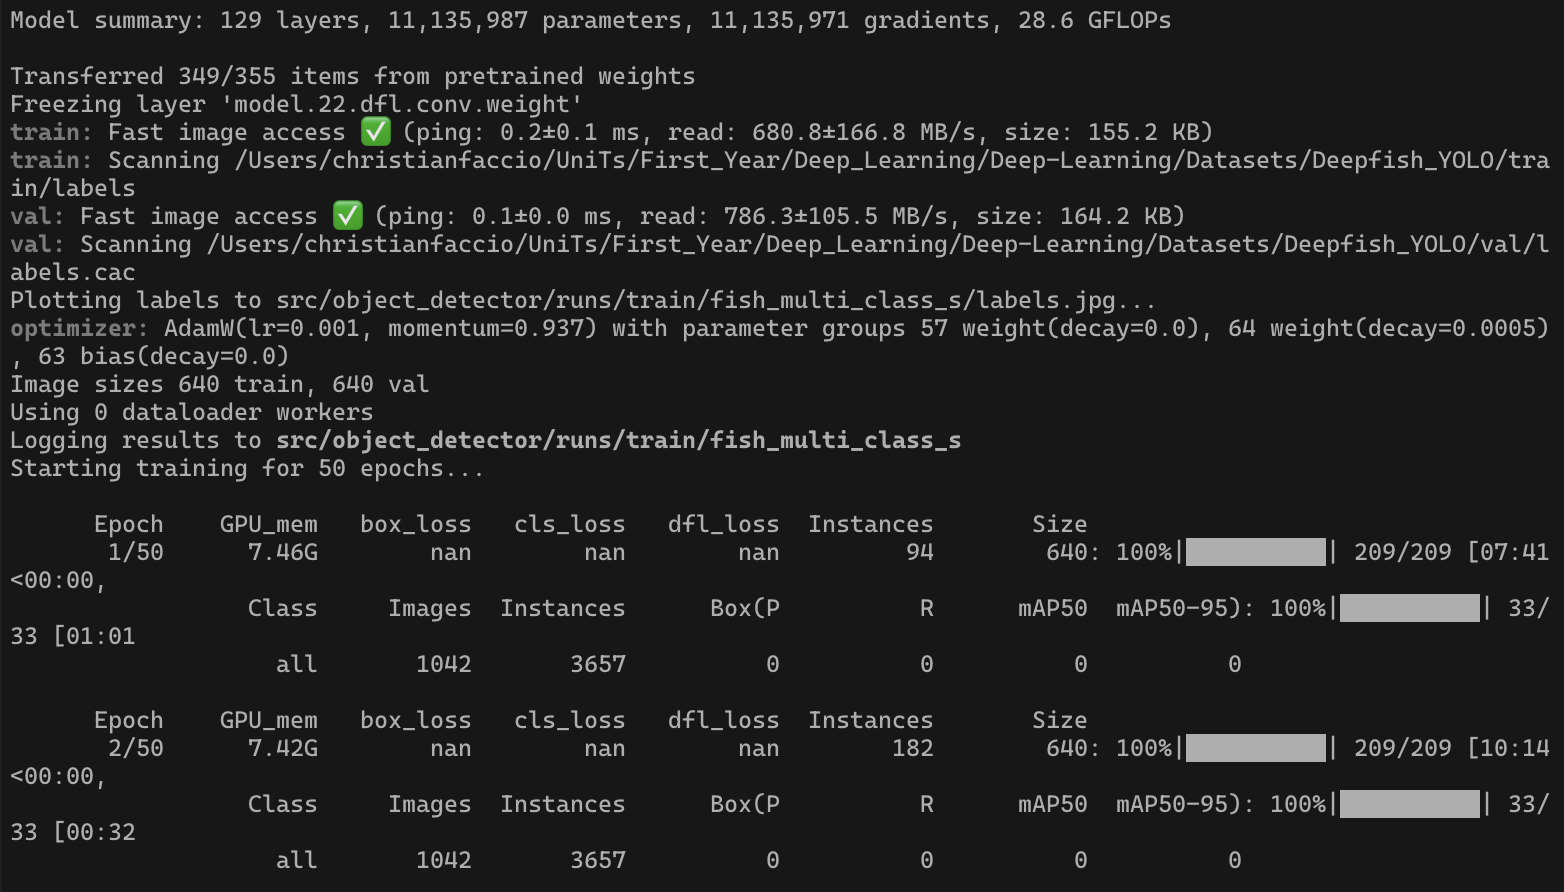 Model summary: 129 layers, 11,135,987 parameters, 11,135,971 gradients, 28.6 GFLOPs
Transferred 349/355 items from pretrained weights
Freezing layer 'model.22.dfl.conv.weight'
train: Fast image access ✅ (ping: 0.2±0.1 ms, read: 680.8±166.8 MB/s, size: 155.2 KB)
train: Scanning /Users/christianfaccio/UniTs/First_Year/Deep_Learning/Deep-Learning/Datasets/Deepfish_YOLO/tra
in/labels
val: Fast image access ✅ (ping: 0.1±0.0 ms, read: 786.3±105.5 MB/s, size: 164.2 KB)
val: Scanning /Users/christianfaccio/UniTs/First_Year/Deep_Learning/Deep-Learning/Datasets/Deepfish_YOLO/val/l
abels.cac
Plotting labels to src/object_detector/runs/train/fish_multi_class_s/labels.jpg...
optimizer: AdamW(lr=0.001, momentum=0.937) with parameter groups 57 weight(decay=0.0), 64 weight(decay=0.0005)
, 63 bias(decay=0.0)
Image sizes 640 train, 640 val
Using 0 dataloader workers
Logging results to src/object_detector/runs/train/fish_multi_class_s
Starting training for 50 epochs...
Epoch GPU_mem box_loss cls_loss dfl_loss Instances Size
1/50 7.46G nan nan nan 94 640: 100%|██████████| 209/209 [07:41
<00:00,
Class Images Instances Box(P R mAP50 mAP50-95): 100%|██████████| 33/
33 [01:01
all 1042 3657 0 0 0 0
Epoch GPU_mem box_loss cls_loss dfl_loss Instances Size
2/50 7.42G nan nan nan 182 640: 100%|██████████| 209/209 [10:14
<00:00,
Class Images Instances Box(P R mAP50 mAP50-95): 100%|██████████| 33/
33 [00:32
all 1042 3657 0 0 0 0